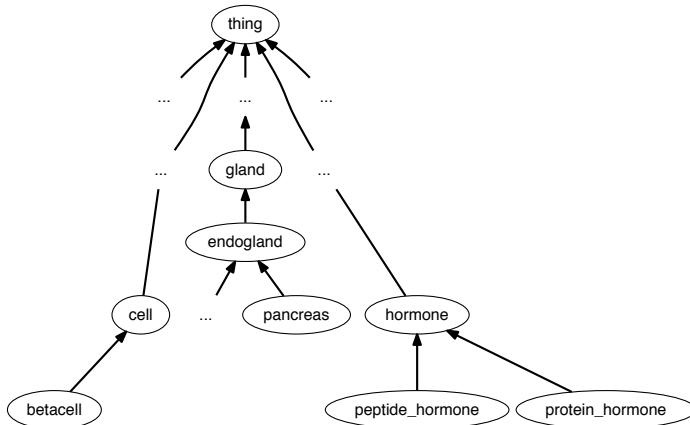 thing
... ... ...
... gland ...
endogland
cell ... pancreas hormone
betacell peptide_hormone protein_hormone